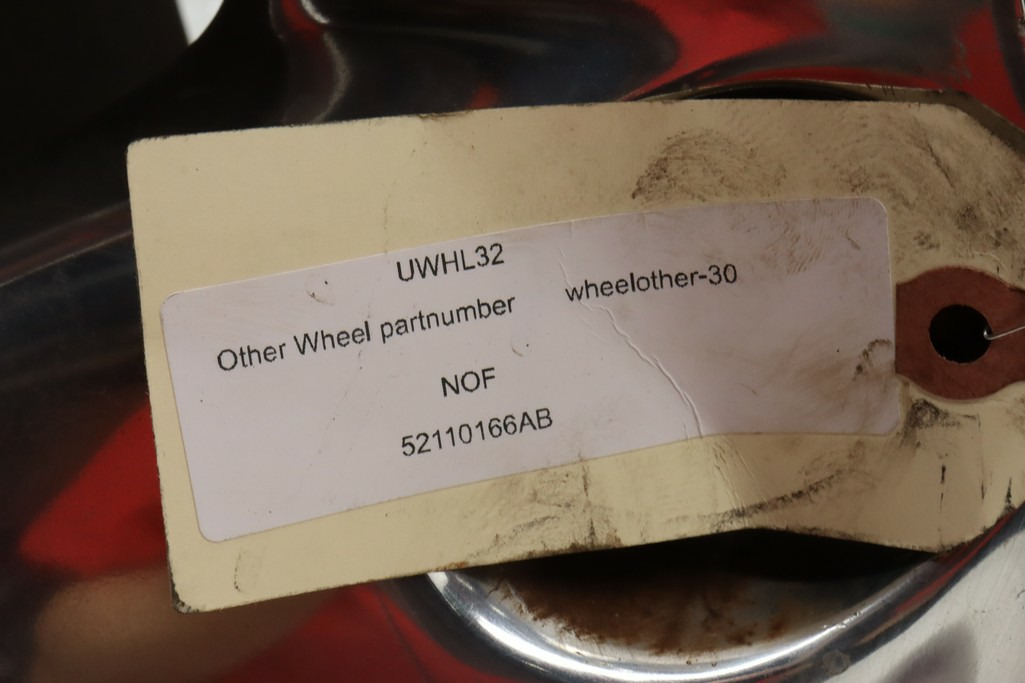 UWHL32
Other Wheel partnumber wheelother-30
NOF
52110166AB